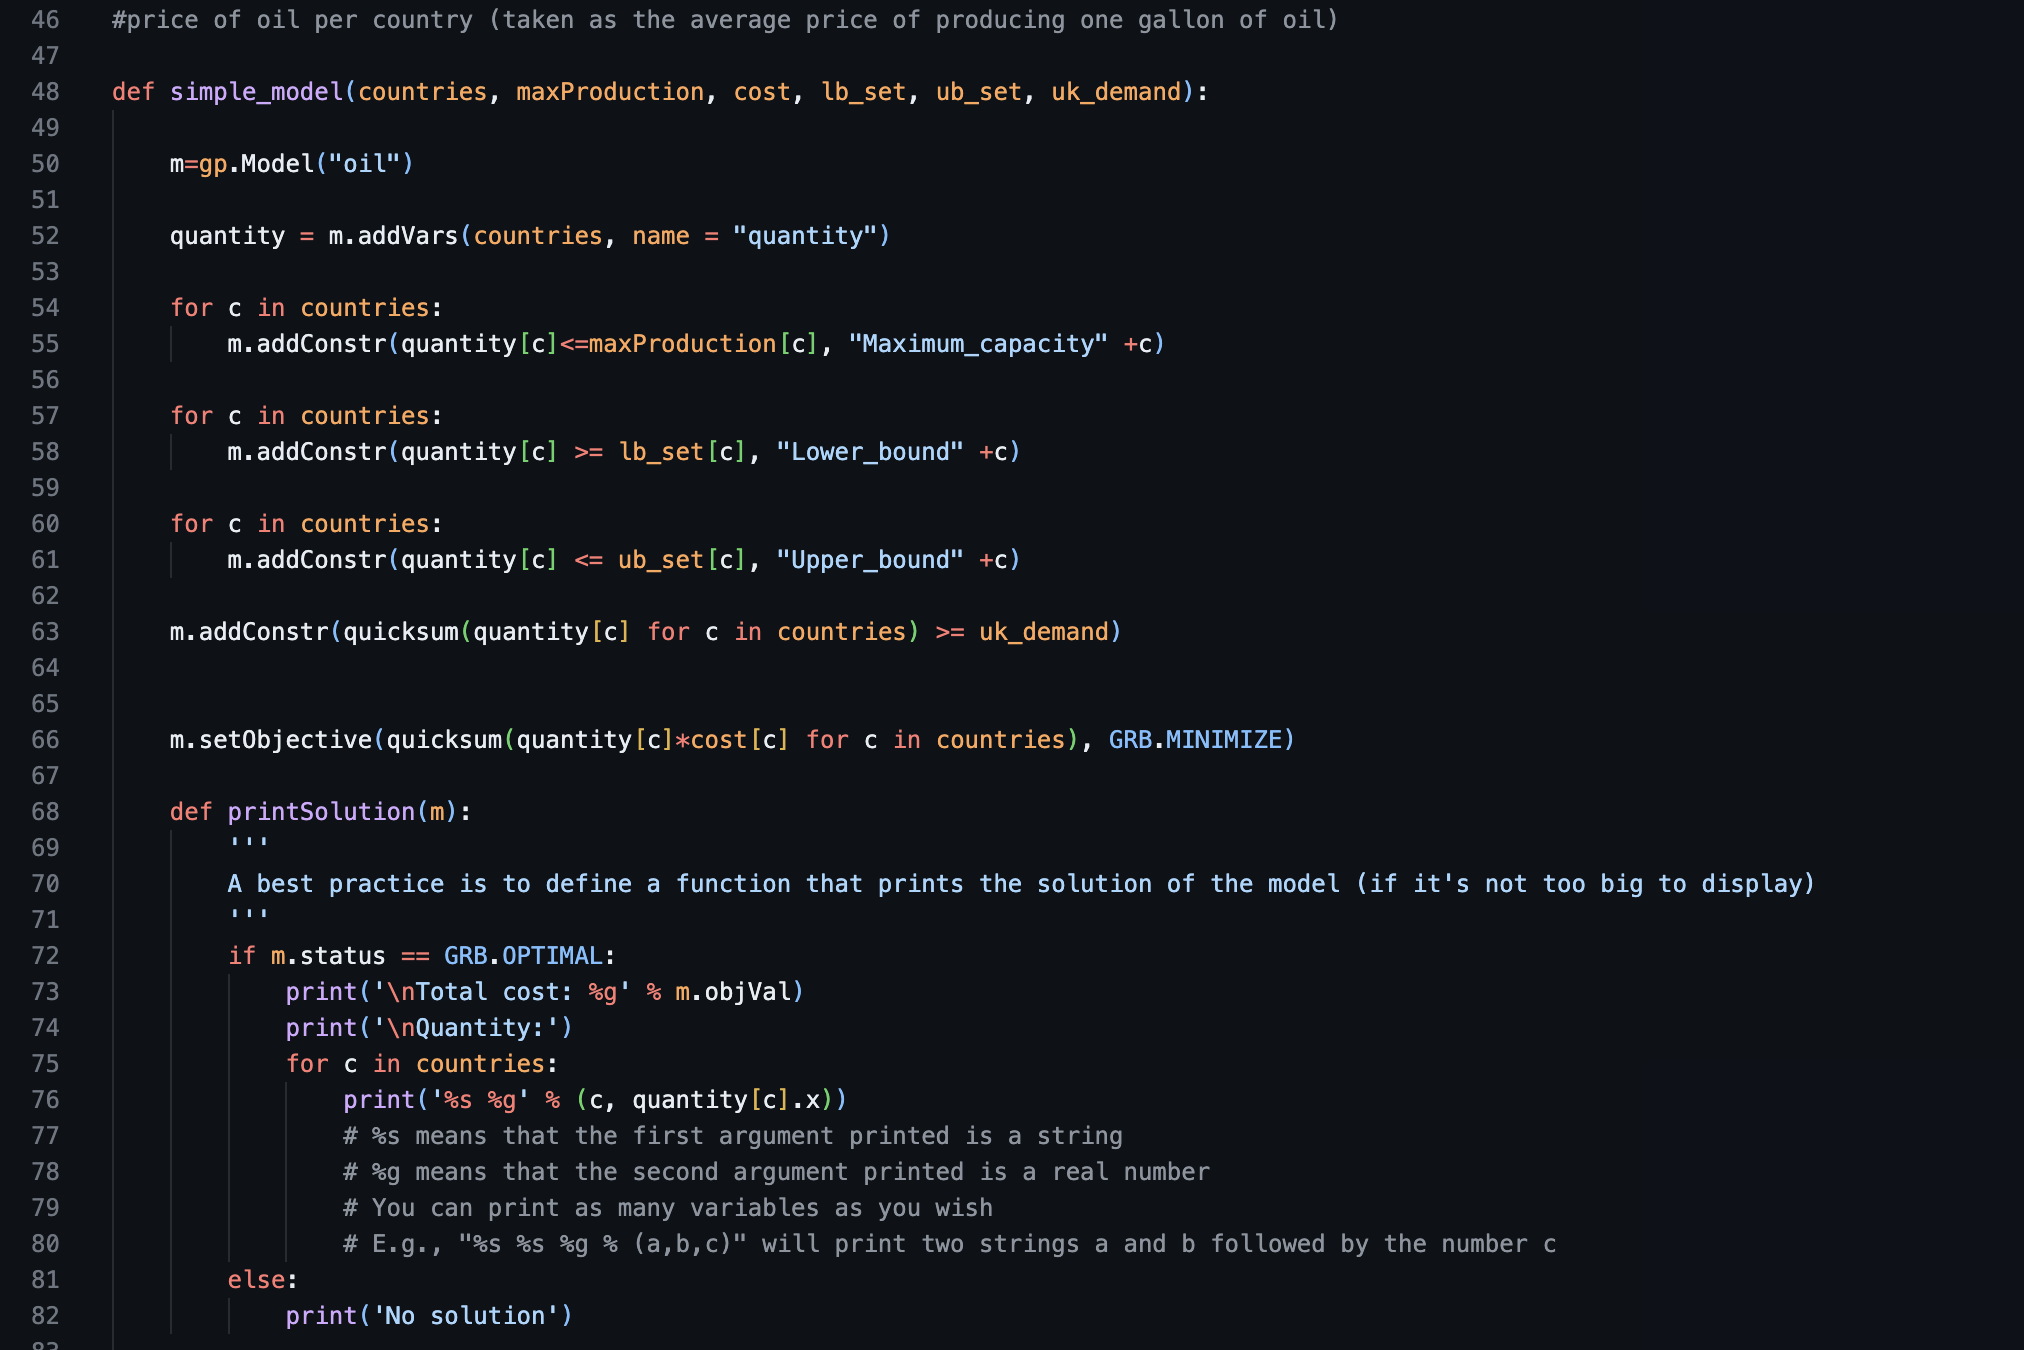 46 #price of oil per country (taken as the average price of producing one gallon of oil)
47
48 def simple_model(countries, maxProduction, cost, lb_set, ub_set, uk_demand):
49
50     m=gp.Model("oil")
51
52     quantity = m.addVars(countries, name = "quantity")
53
54     for c in countries:
55         m.addConstr(quantity[c]<=maxProduction[c], "Maximum_capacity" +c)
56
57     for c in countries:
58         m.addConstr(quantity[c] >= lb_set[c], "Lower_bound" +c)
59
60     for c in countries:
61         m.addConstr(quantity[c] <= ub_set[c], "Upper_bound" +c)
62
63     m.addConstr(quicksum(quantity[c] for c in countries) >= uk_demand)
64
65
66     m.setObjective(quicksum(quantity[c]*cost[c] for c in countries), GRB.MINIMIZE)
67
68     def printSolution(m):
69         '''
70         A best practice is to define a function that prints the solution of the model (if it's not too big to display)
71         '''
72         if m.status == GRB.OPTIMAL:
73             print('\nTotal cost: %g' % m.objVal)
74             print('\nQuantity:')
75             for c in countries:
76                 print('%s %g' % (c, quantity[c].x))
77                 # %s means that the first argument printed is a string
78                 # %g means that the second argument printed is a real number
79                 # You can print as many variables as you wish
80                 # E.g., "%s %s %g % (a,b,c)" will print two strings a and b followed by the number c
81         else:
82             print('No solution')